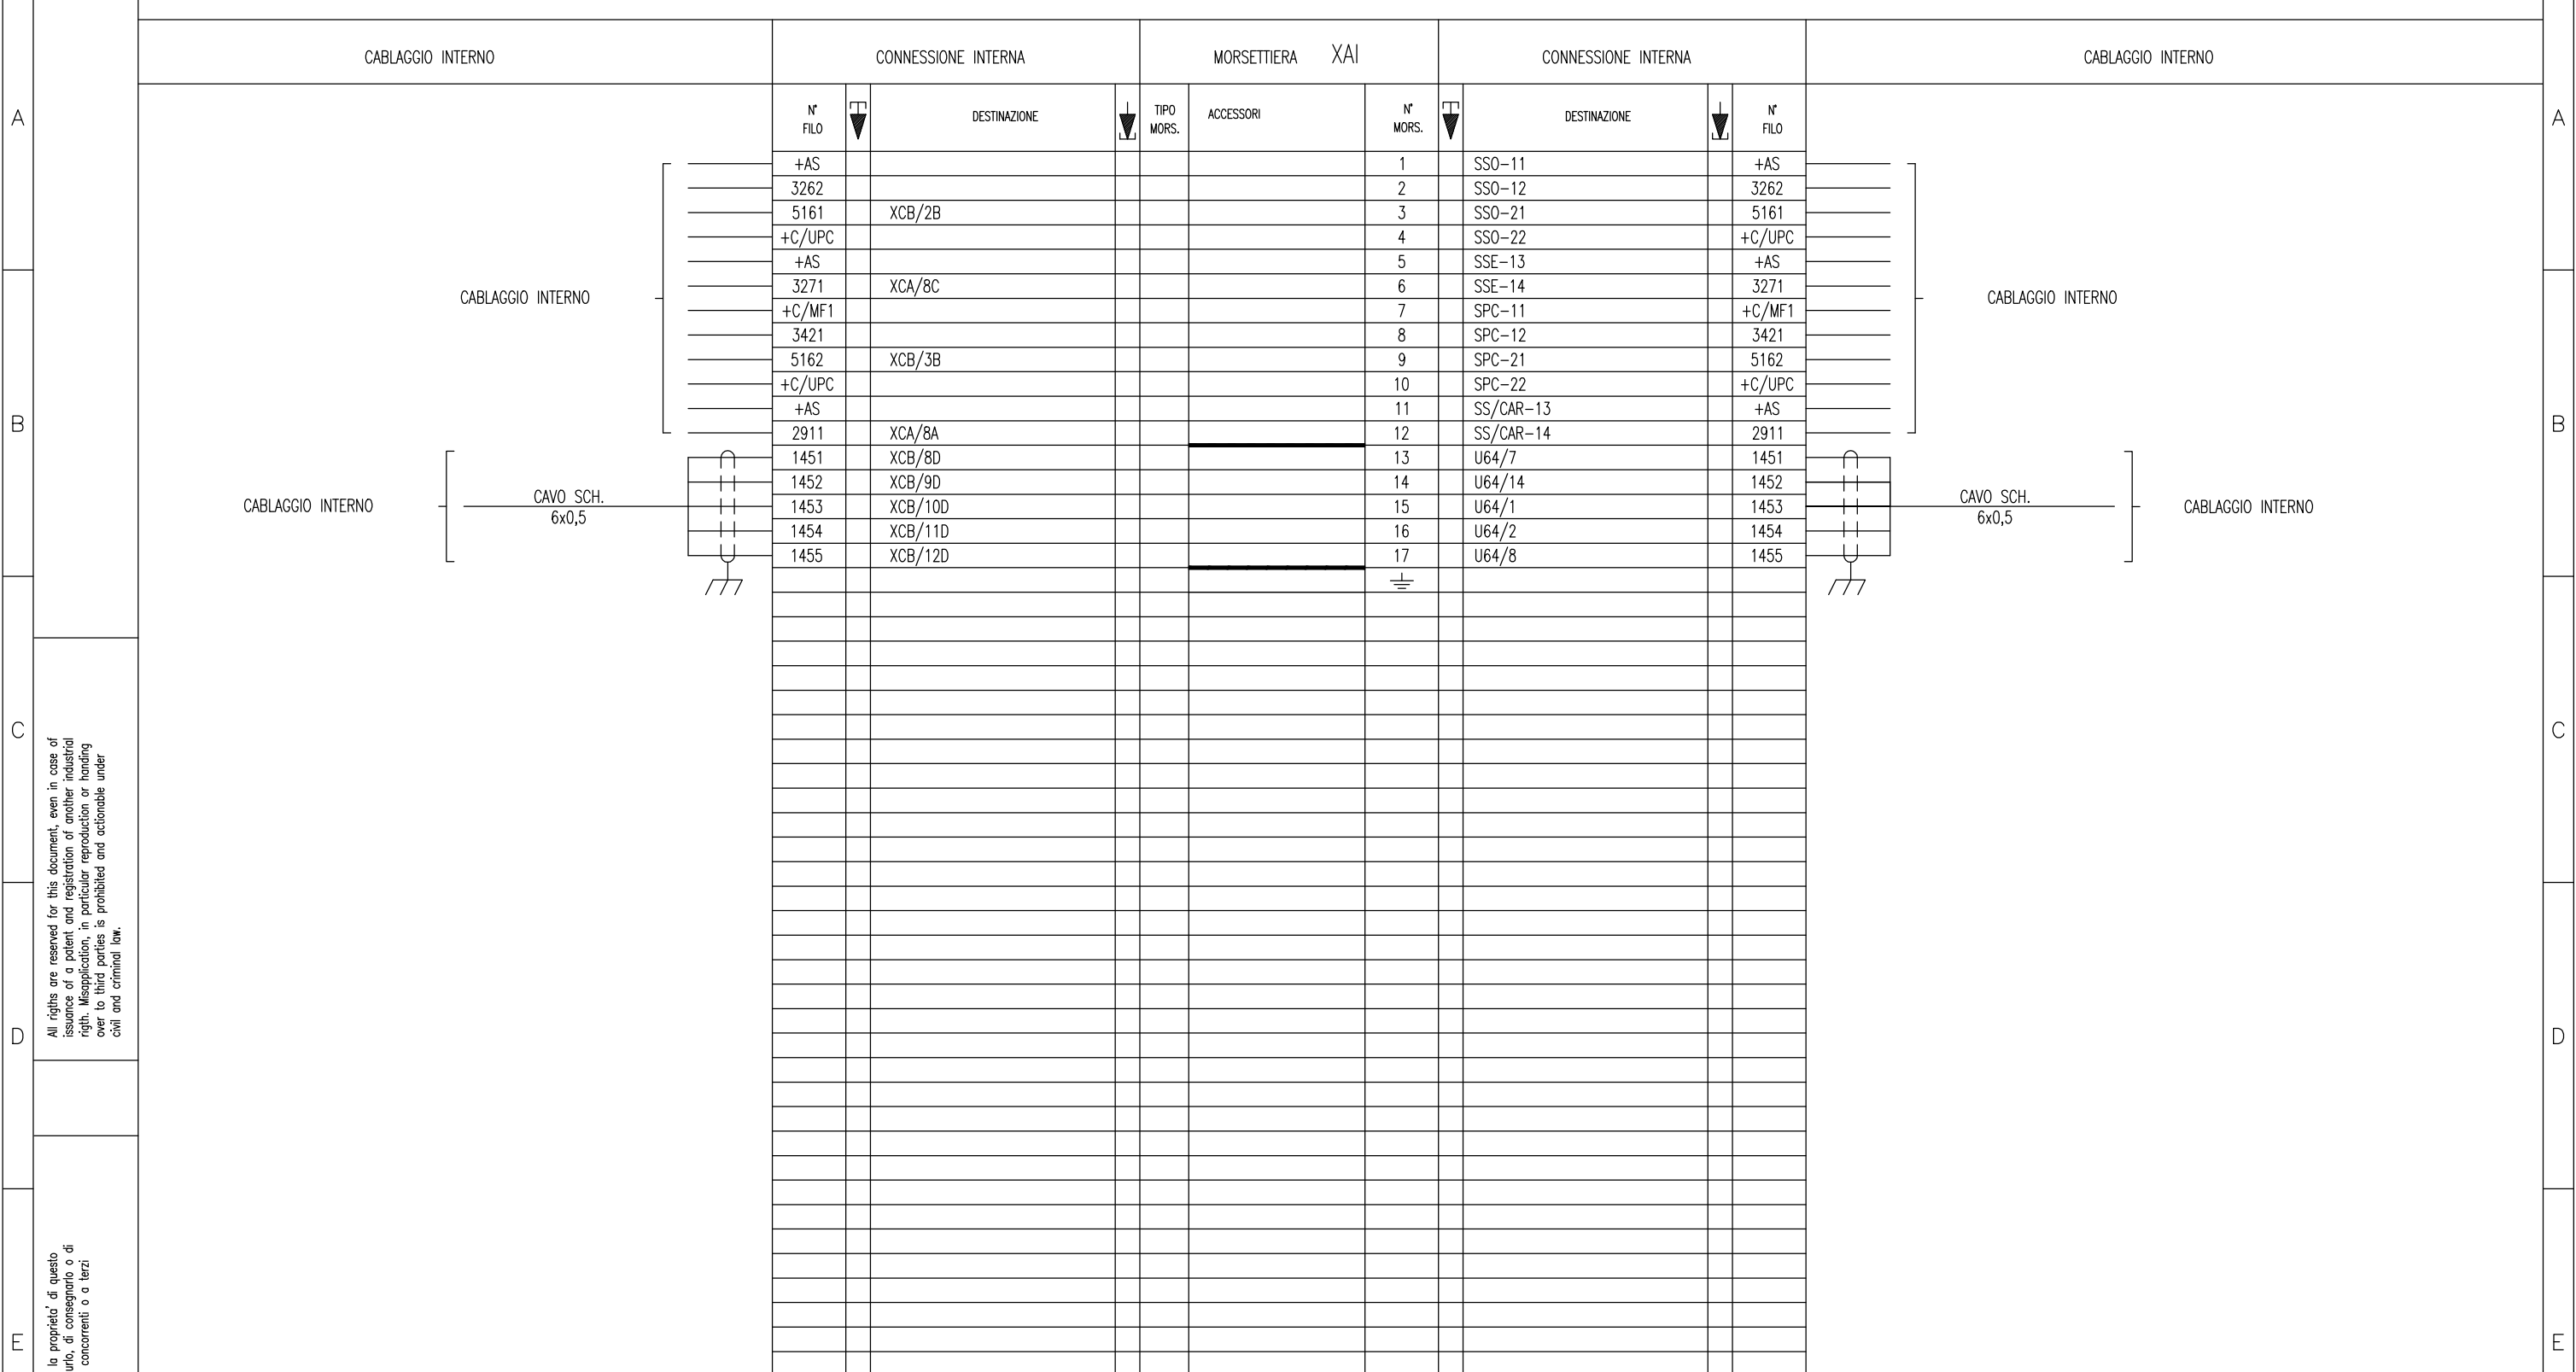 CABLAGGIO INTERNO CONNESSIONE INTERNA MORSETTIERA XAI CONNESSIONE INTERNA CABLAGGIO INTERNO
N° FILO DESTINAZIONE TIPO MORS. ACCESSORI N° MORS. DESTINAZIONE N° FILO
A A
+AS 1 SSO-11 +AS
3262 2 SSO-12 3262
5161 XCB/2B 3 SSO-21 5161
+C/UPC 4 SSO-22 +C/UPC
+AS 5 SSE-13 +AS
3271 XCA/8C 6 SSE-14 3271
CABLAGGIO INTERNO CABLAGGIO INTERNO
+C/MF1 7 SPC-11 +C/MF1
3421 8 SPC-12 3421
5162 XCB/3B 9 SPC-21 5162
+C/UPC 10 SPC-22 +C/UPC
+AS 11 SS/CAR-13 +AS
B B
2911 XCA/8A 12 SS/CAR-14 2911
1451 XCB/8D 13 U64/7 1451
1452 XCB/9D 14 U64/14 1452
CAVO SCH. CAVO SCH.
CABLAGGIO INTERNO 1453 XCB/10D 15 U64/1 1453 CABLAGGIO INTERNO
6x0,5 6x0,5
1454 XCB/11D 16 U64/2 1454
1455 XCB/12D 17 U64/8 1455
C C
All rigths are reserved for this document, even in case of
issuance of a patent and registration of another industrial
rigth. Misapplication, in particular reproduction or handing
over to third parties is prohibited and actionable under
civil and criminal law.
D D
la proprieta' di questo
di consegnarlo o di
concorrenti o a terzi
E E